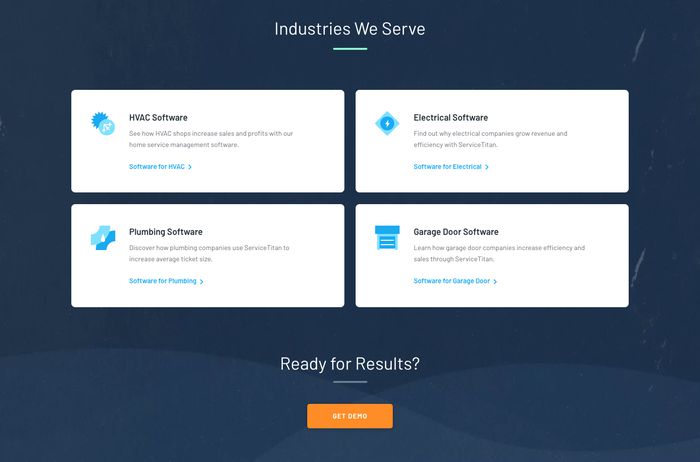 Industries We Serve
HVAC Software
See how HVAC shops increase sales and profits with our
home service management software.
Software for HVAC
Electrical Software
Find out why electrical companies grow revenue and
efficiency with ServiceTitan.
Software for Electrical
Plumbing Software
Discover how plumbing companies use ServiceTitan to
increase average ticket size.
Software for Plumbing
Garage Door Software
Learn how garage door companies increase efficiency and
sales through ServiceTitan.
Software for Garage Door
Ready for Results?
GET DEMO